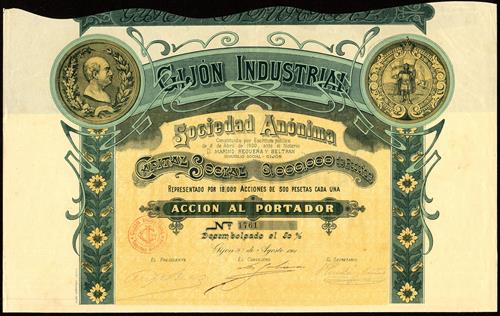 GIJÓN INDUSTRIAL
Sociedad Anónima
Constituida por Escritura pública
de 6 de Abril de 1900, ante el Notario
D. MARINO REQUERA Y BELTRAN
DOMICILIO SOCIAL - GIJÓN
CAPITAL SOCIAL 9.000,000 de Pesetas
REPRESENTADO POR 18,000 ACCIONES DE 500 PESETAS CADA UNA
ACCION AL PORTADOR
Nº 1761
Desembolsado el 50 %
Gijón de Agosto
EL PRESIDENTE EL CONSEJERO EL SECRETARIO